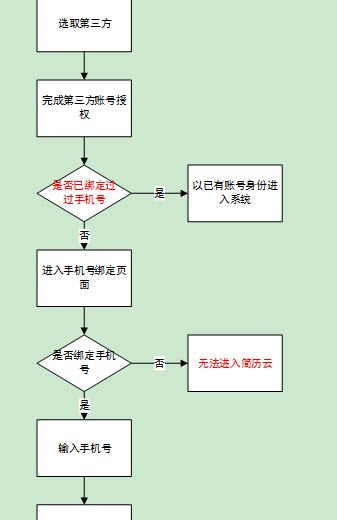 选取第三方
完成第三方账号授
权
是否已绑定过
过手机号
是
以已有账号身份进
入系统
否
进入手机号绑定页
面
是否绑定手机
号
否
无法进入简历云
是
输入手机号